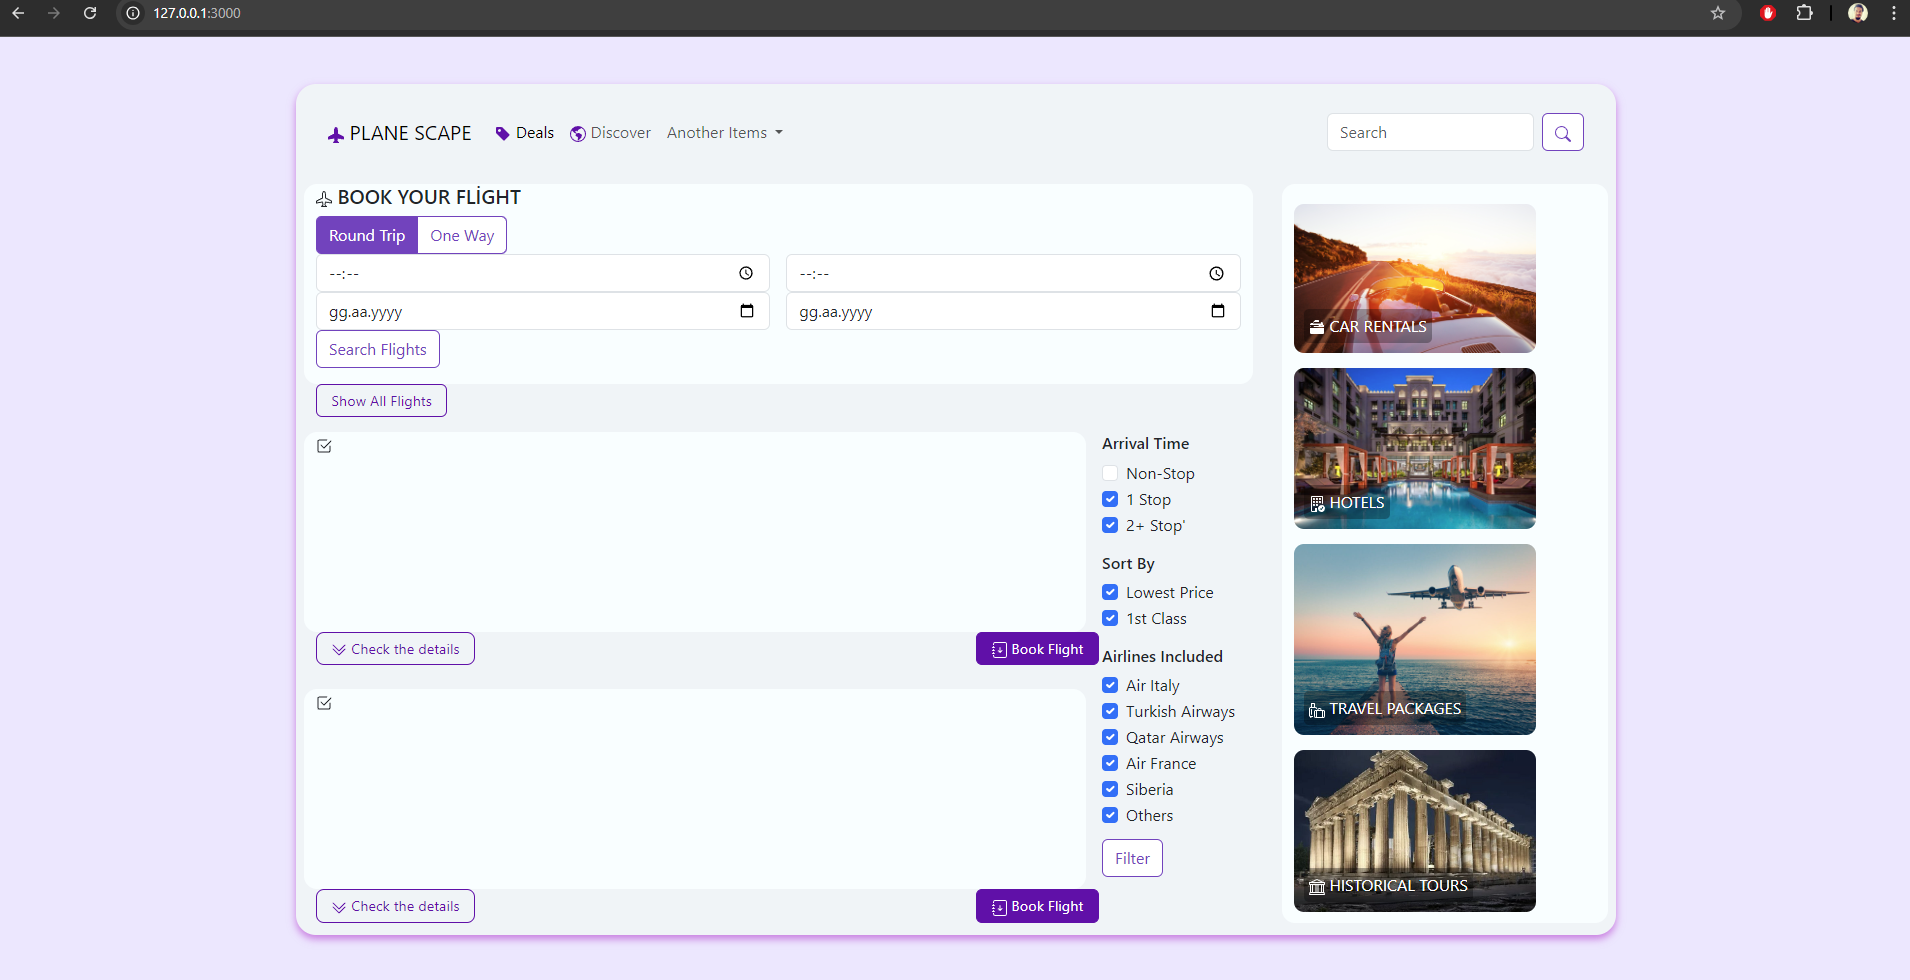 127.0.0.1:3000
PLANE SCAPE Deals Discover Another Items Search
BOOK YOUR FLİGHT
Round Trip One Way
--:-- --:--
gg.aa.yyyy gg.aa.yyyy
Search Flights
Show All Flights
Check the details Book Flight
Check the details Book Flight
Arrival Time
Non-Stop
1 Stop
2+ Stop'
Sort By
Lowest Price
1st Class
Airlines Included
Air Italy
Turkish Airways
Qatar Airways
Air France
Siberia
Others
Filter
CAR RENTALS
HOTELS
TRAVEL PACKAGES
HISTORICAL TOURS